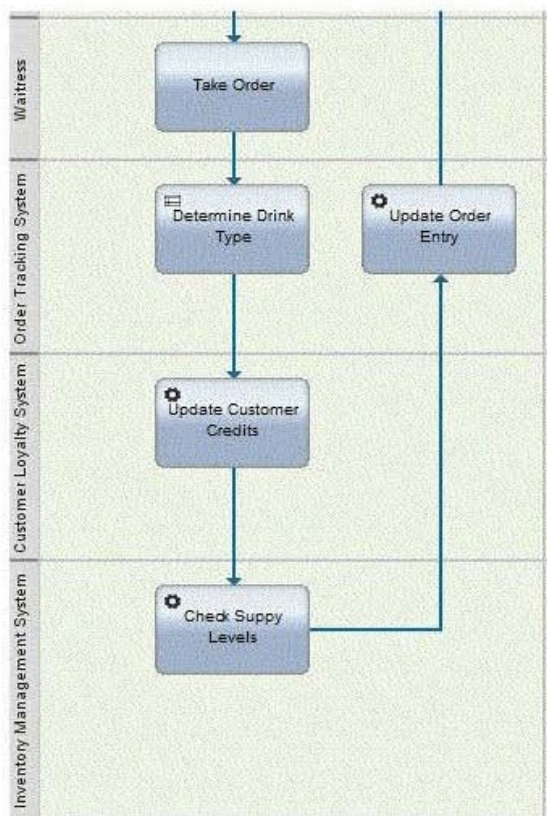 Waitress
Take Order
Order Tracking System
Determine Drink
Type
Update Order
Entry
Customer Loyalty System
Update Customer
Credits
Inventory Management System
Check Suppy
Levels